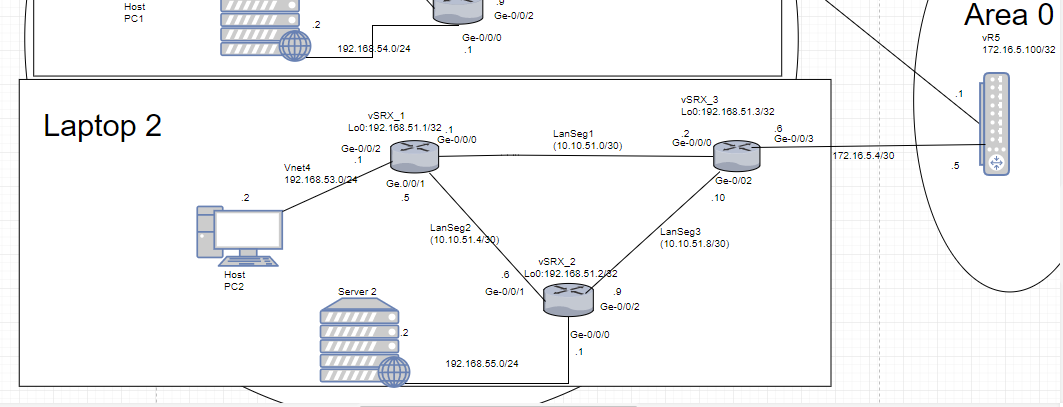 Host
PC1
.2
192.168.54.0/24
.9
Ge-0/0/2
Ge-0/0/0
.1
Area 0
vR5
172.16.5.100/32
.1
.5
172.16.5.4/30
Laptop 2
vSRX_1
Lo0:192.168.51.1/32
.1
Ge-0/0/0
Ge-0/0/2
.1
Ge.0/0/1
.5
LanSeg1
(10.10.51.0/30)
vSRX_3
Lo0:192.168.51.3/32
.2
Ge-0/0/0
.6
Ge-0/0/3
Ge-0/02
.10
Vnet4
192.168.53.0/24
.2
Host
PC2
LanSeg2
(10.10.51.4/30)
LanSeg3
(10.10.51.8/30)
vSRX_2
Lo0:192.168.51.2/32
.6
Ge-0/0/1
.9
Ge-0/0/2
Ge-0/0/0
.1
Server 2
.2
192.168.55.0/24